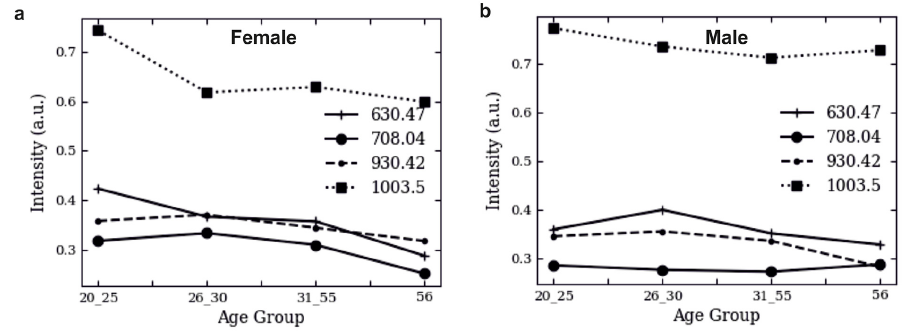 a
Female
0.7
0.6
0.5
0.4
0.3
Intensity (a.u.)
630.47
708.04
930.42
1003.5
20_25 26_30 31_55 56
Age Group
b
Male
0.7
0.6
0.5
0.4
0.3
Intensity (a.u.)
630.47
708.04
930.42
1003.5
20_25 26_30 31_55 56
Age Group